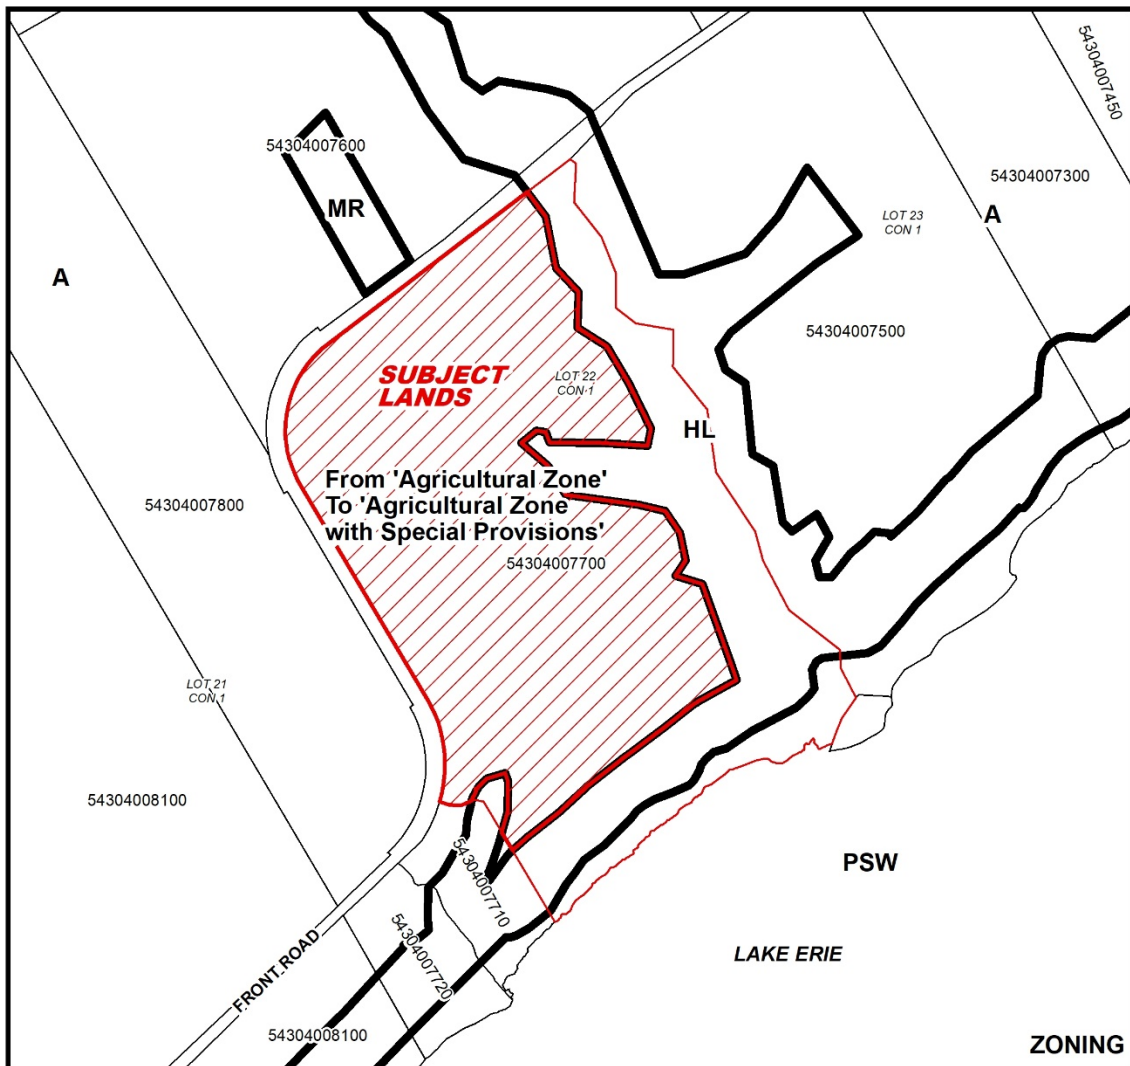 54304007450
54304007600
54304007300
MR
LOT 23
CON 1
A
A
54304007500
SUBJECT
LANDS
LOT 22
CON 1
HL
From 'Agricultural Zone'
To 'Agricultural Zone
with Special Provisions'
54304007800
54304007700
LOT 21
CON 1
54304008100
54304007710
PSW
54304007720
LAKE ERIE
FRONT ROAD
54304008100
ZONING